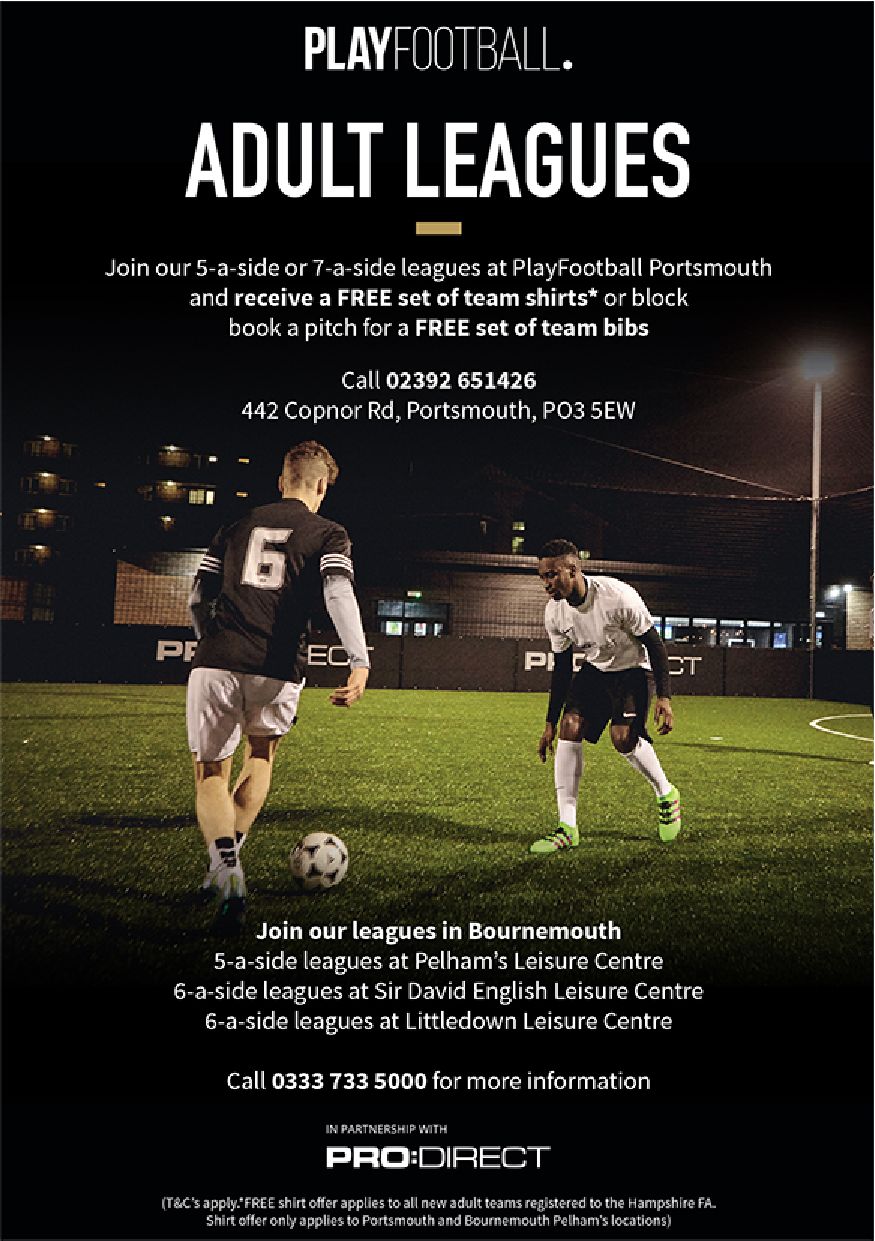 PLAYFOOTBALL.
ADULT LEAGUES
Join our 5-a-side or 7-a-side leagues at PlayFootball Portsmouth
and receive a FREE set of team shirts* or block
book a pitch for a FREE set of team bibs
Call 02392 651426
442 Copnor Rd, Portsmouth, PO3 5EW
6
Join our leagues in Bournemouth
5-a-side leagues at Pelham's Leisure Centre
6-a-side leagues at Sir David English Leisure Centre
6-a-side leagues at Littledown Leisure Centre
Call 0333 733 5000 for more information
IN PARTNERSHIP WITH
PRO:DIRECT
(T&C's apply.*FREE shirt offer applies to all new adult teams registered to the Hampshire FA.
Shirt offer only applies to Portsmouth and Bournemouth Pelham's locations)